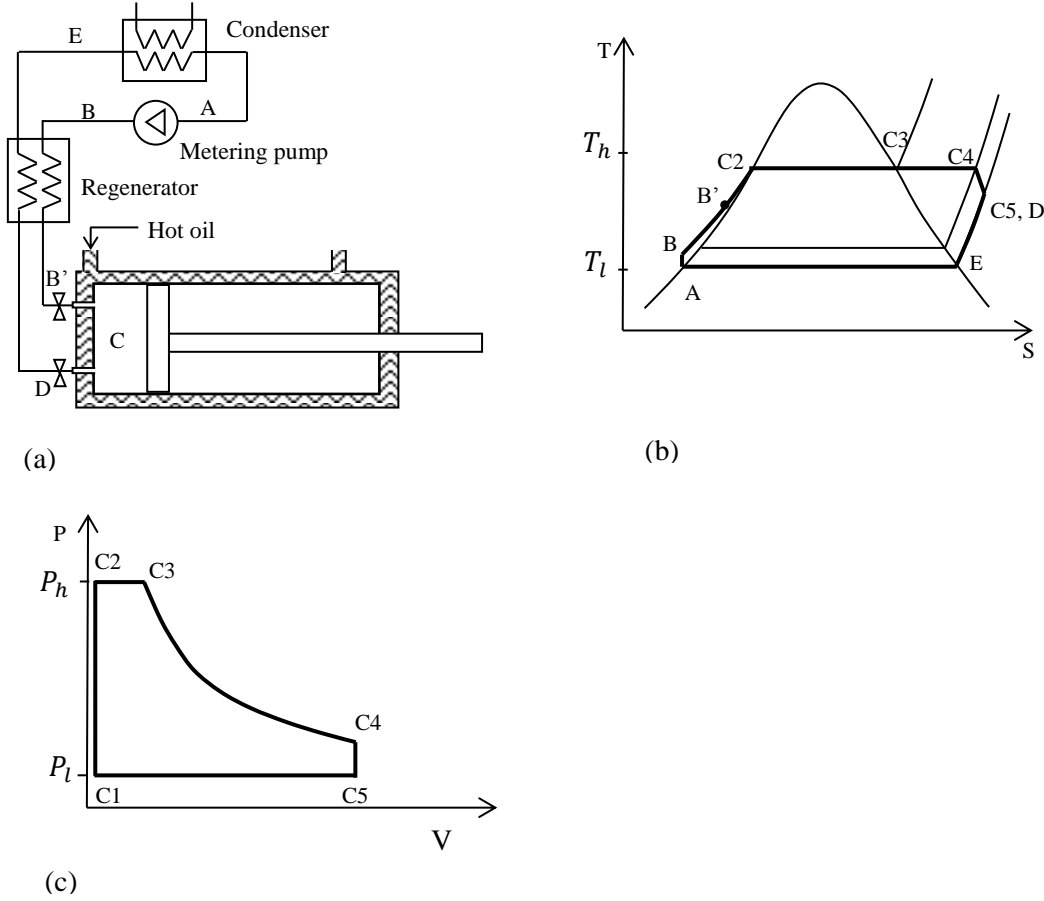 E
Condenser
B
A
Metering pump
Regenerator
Hot oil
B'
C
D
(a)
T
T_h
C2
C3
C4
B'
C5, D
B
T_l
E
A
S
(b)
P
C2
C3
P_h
C4
P_l
C1
C5
V
(c)